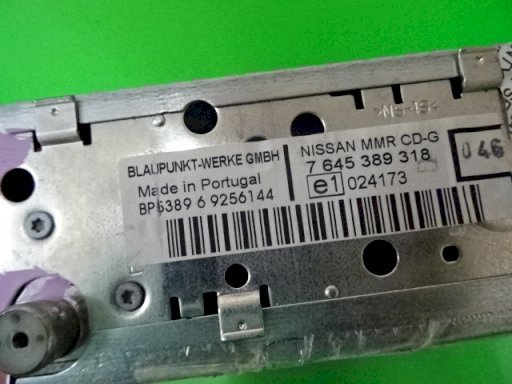 BLAUPUNKT-WERKE GMBH
Made in Portugal
BP6389 6 9256144
NISSAN MMR CD-G
7 645 389 318
e1 024173
046